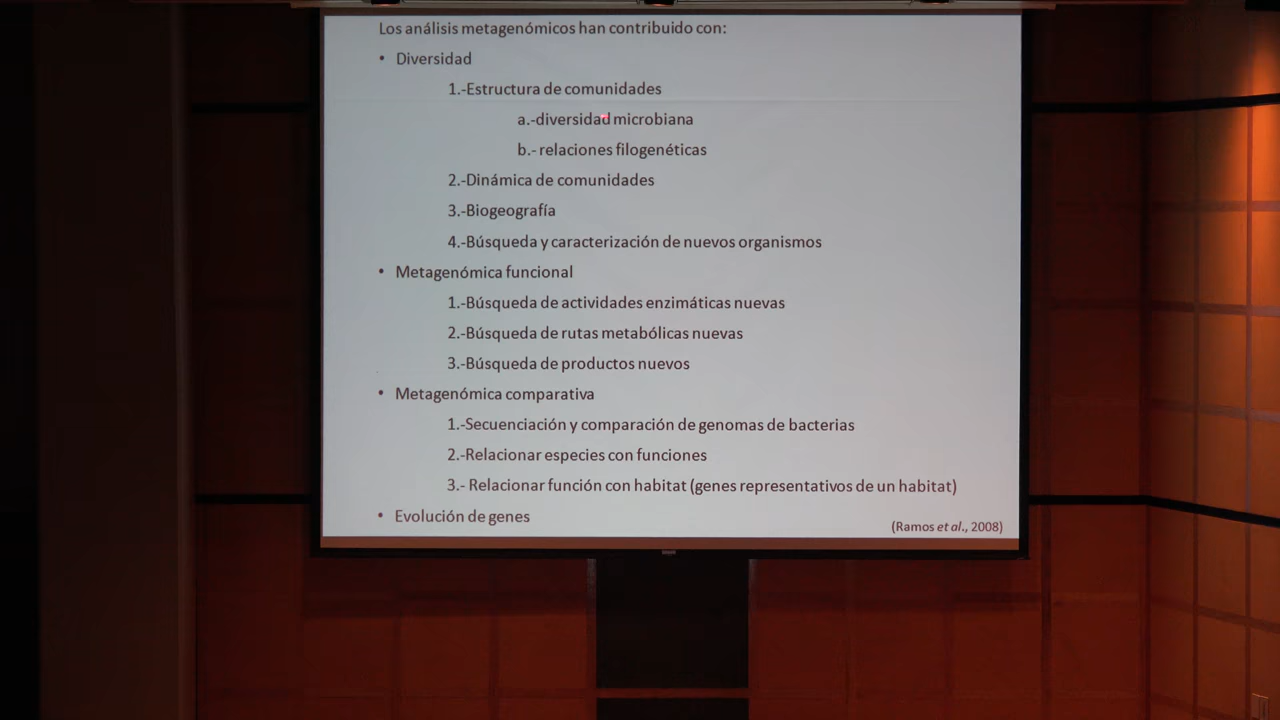 Los análisis metagenómicos han contribuido con:
• Diversidad
1.-Estructura de comunidades
a.-diversidad microbiana
b.- relaciones filogenéticas
2.-Dinámica de comunidades
3.-Biogeografía
4.-Búsqueda y caracterización de nuevos organismos
• Metagenómica funcional
1.-Búsqueda de actividades enzimáticas nuevas
2.-Búsqueda de rutas metabólicas nuevas
3.-Búsqueda de productos nuevos
• Metagenómica comparativa
1.-Secuenciación y comparación de genomas de bacterias
2.-Relacionar especies con funciones
3.- Relacionar función con habitat (genes representativos de un habitat)
• Evolución de genes
(Ramos et al., 2008)